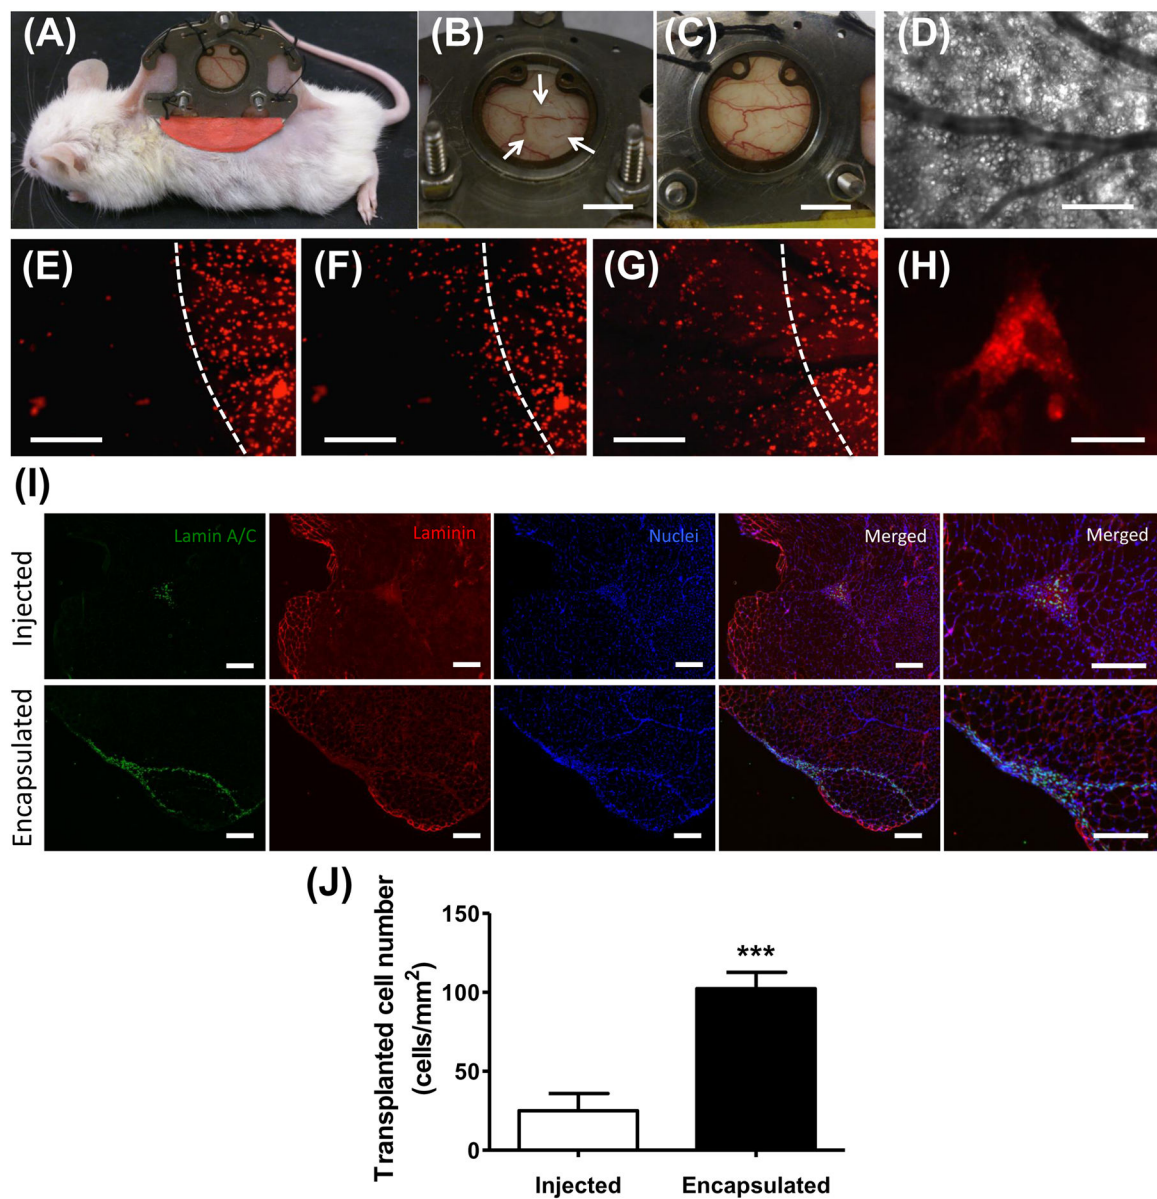 (A)
(B)
(C)
(D)
(E)
(F)
(G)
(H)
(I)
Injected
Lamin A/C
Laminin
Nuclei
Merged
Merged
Encapsulated
(J)
Transplanted cell number
(cells/mm²)
150
100
50
0
***
Injected
Encapsulated